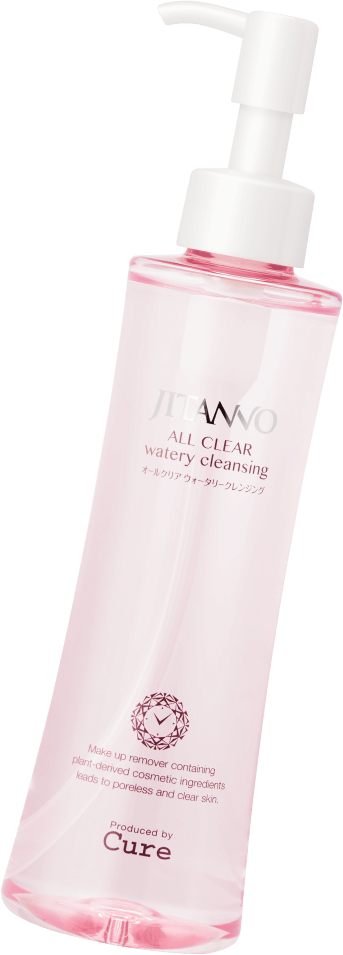 JITANNO
ALL CLEAR
watery cleansing
オールクリア ウォータリークレンジング
Make up remover containing
plant-derived cosmetic ingredients
leads to poreless and clear skin.
Produced by
Cure